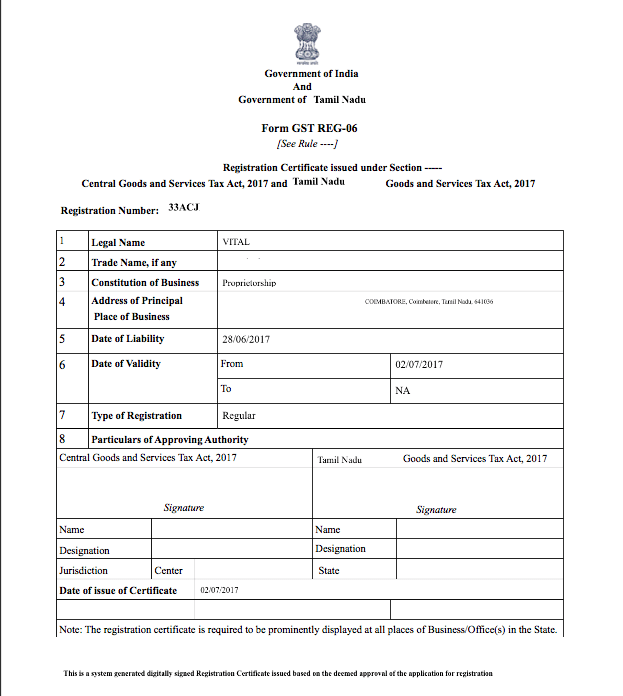 Government of India
And
Government of Tamil Nadu
Form GST REG-06
[See Rule ----]
Registration Certificate issued under Section -----
Central Goods and Services Tax Act, 2017 and Tamil Nadu Goods and Services Tax Act, 2017
Registration Number: 33ACJ
1 Legal Name VITAL
2 Trade Name, if any
3 Constitution of Business Proprietorship
4 Address of Principal Place of Business COIMBATORE, Coimbatore, Tamil Nadu, 641036
5 Date of Liability 28/06/2017
6 Date of Validity From 02/07/2017
To NA
7 Type of Registration Regular
8 Particulars of Approving Authority
Central Goods and Services Tax Act, 2017 Tamil Nadu Goods and Services Tax Act, 2017
Signature Signature
Name Name
Designation Designation
Jurisdiction Center State
Date of issue of Certificate 02/07/2017
Note: The registration certificate is required to be prominently displayed at all places of Business/Office(s) in the State.
This is a system generated digitally signed Registration Certificate issued based on the deemed approval of the application for registration